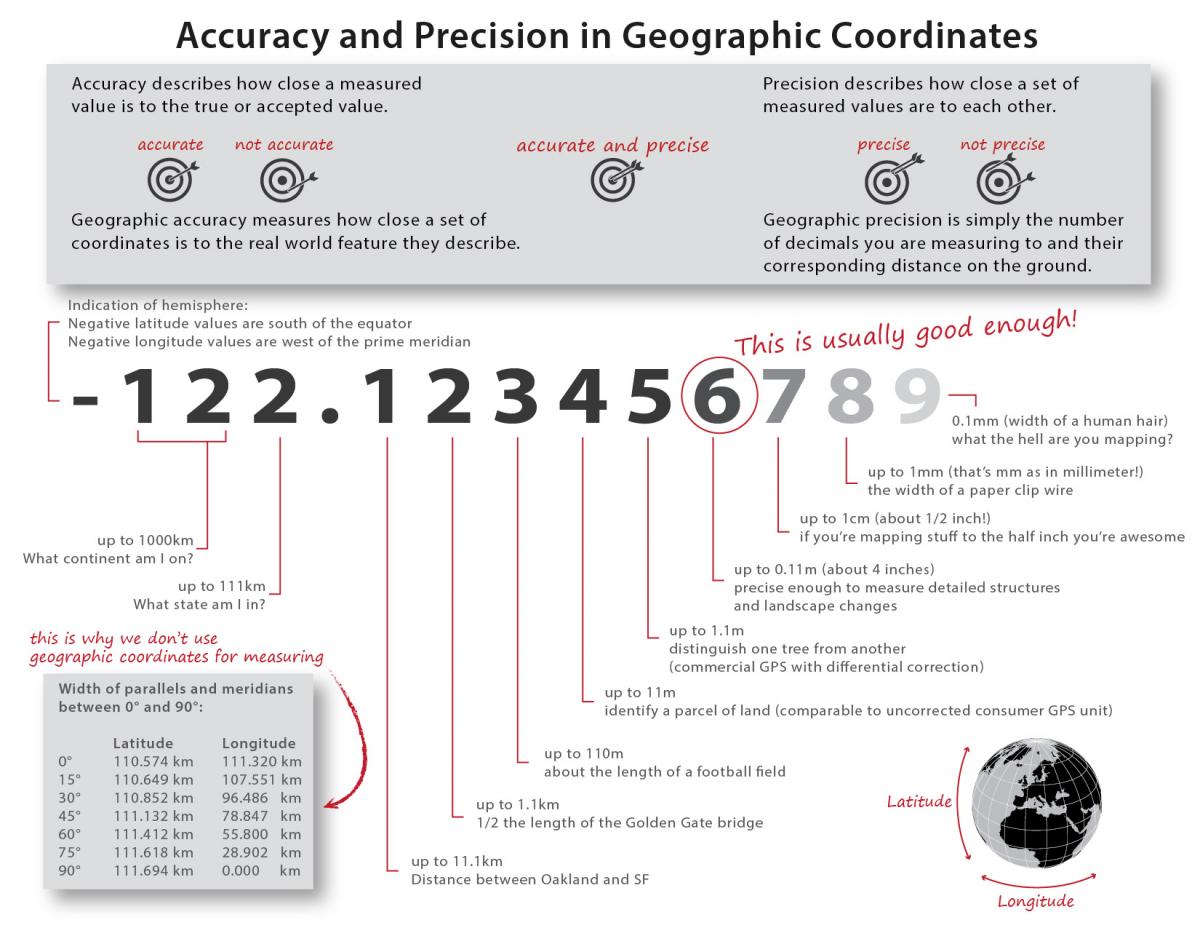 Accuracy and Precision in Geographic Coordinates
Accuracy describes how close a measured
value is to the true or accepted value.
accurate
not accurate
Geographic accuracy measures how close a set of
coordinates is to the real world feature they describe.
accurate and precise
Precision describes how close a set of
measured values are to each other.
precise
not precise
Geographic precision is simply the number
of decimals you are measuring to and their
corresponding distance on the ground.
Indication of hemisphere:
Negative latitude values are south of the equator
Negative longitude values are west of the prime meridian
This is usually good enough!
-122.123456789
0.1mm (width of a human hair)
what the hell are you mapping?
up to 1mm (that's mm as in millimeter!)
the width of a paper clip wire
up to 1cm (about 1/2 inch!)
if you're mapping stuff to the half inch you're awesome
up to 0.11m (about 4 inches)
precise enough to measure detailed structures
and landscape changes
up to 1.1m
distinguish one tree from another
(commercial GPS with differential correction)
up to 11m
identify a parcel of land (comparable to uncorrected consumer GPS unit)
up to 110m
about the length of a football field
up to 1.1km
1/2 the length of the Golden Gate bridge
up to 11.1km
Distance between Oakland and SF
up to 1000km
What continent am I on?
up to 111km
What state am I in?
this is why we don't use
geographic coordinates for measuring
Width of parallels and meridians
between 0° and 90°:
Latitude Longitude
0° 110.574 km 111.320 km
15° 110.649 km 107.551 km
30° 110.852 km 96.486 km
45° 111.132 km 78.847 km
60° 111.412 km 55.800 km
75° 111.618 km 28.902 km
90° 111.694 km 0.000 km
Latitude
Longitude